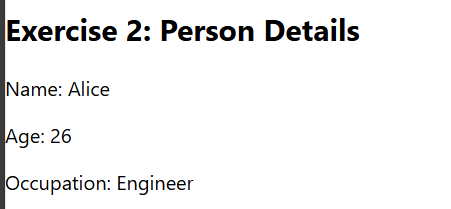 Exercise 2: Person Details
Name: Alice
Age: 26
Occupation: Engineer